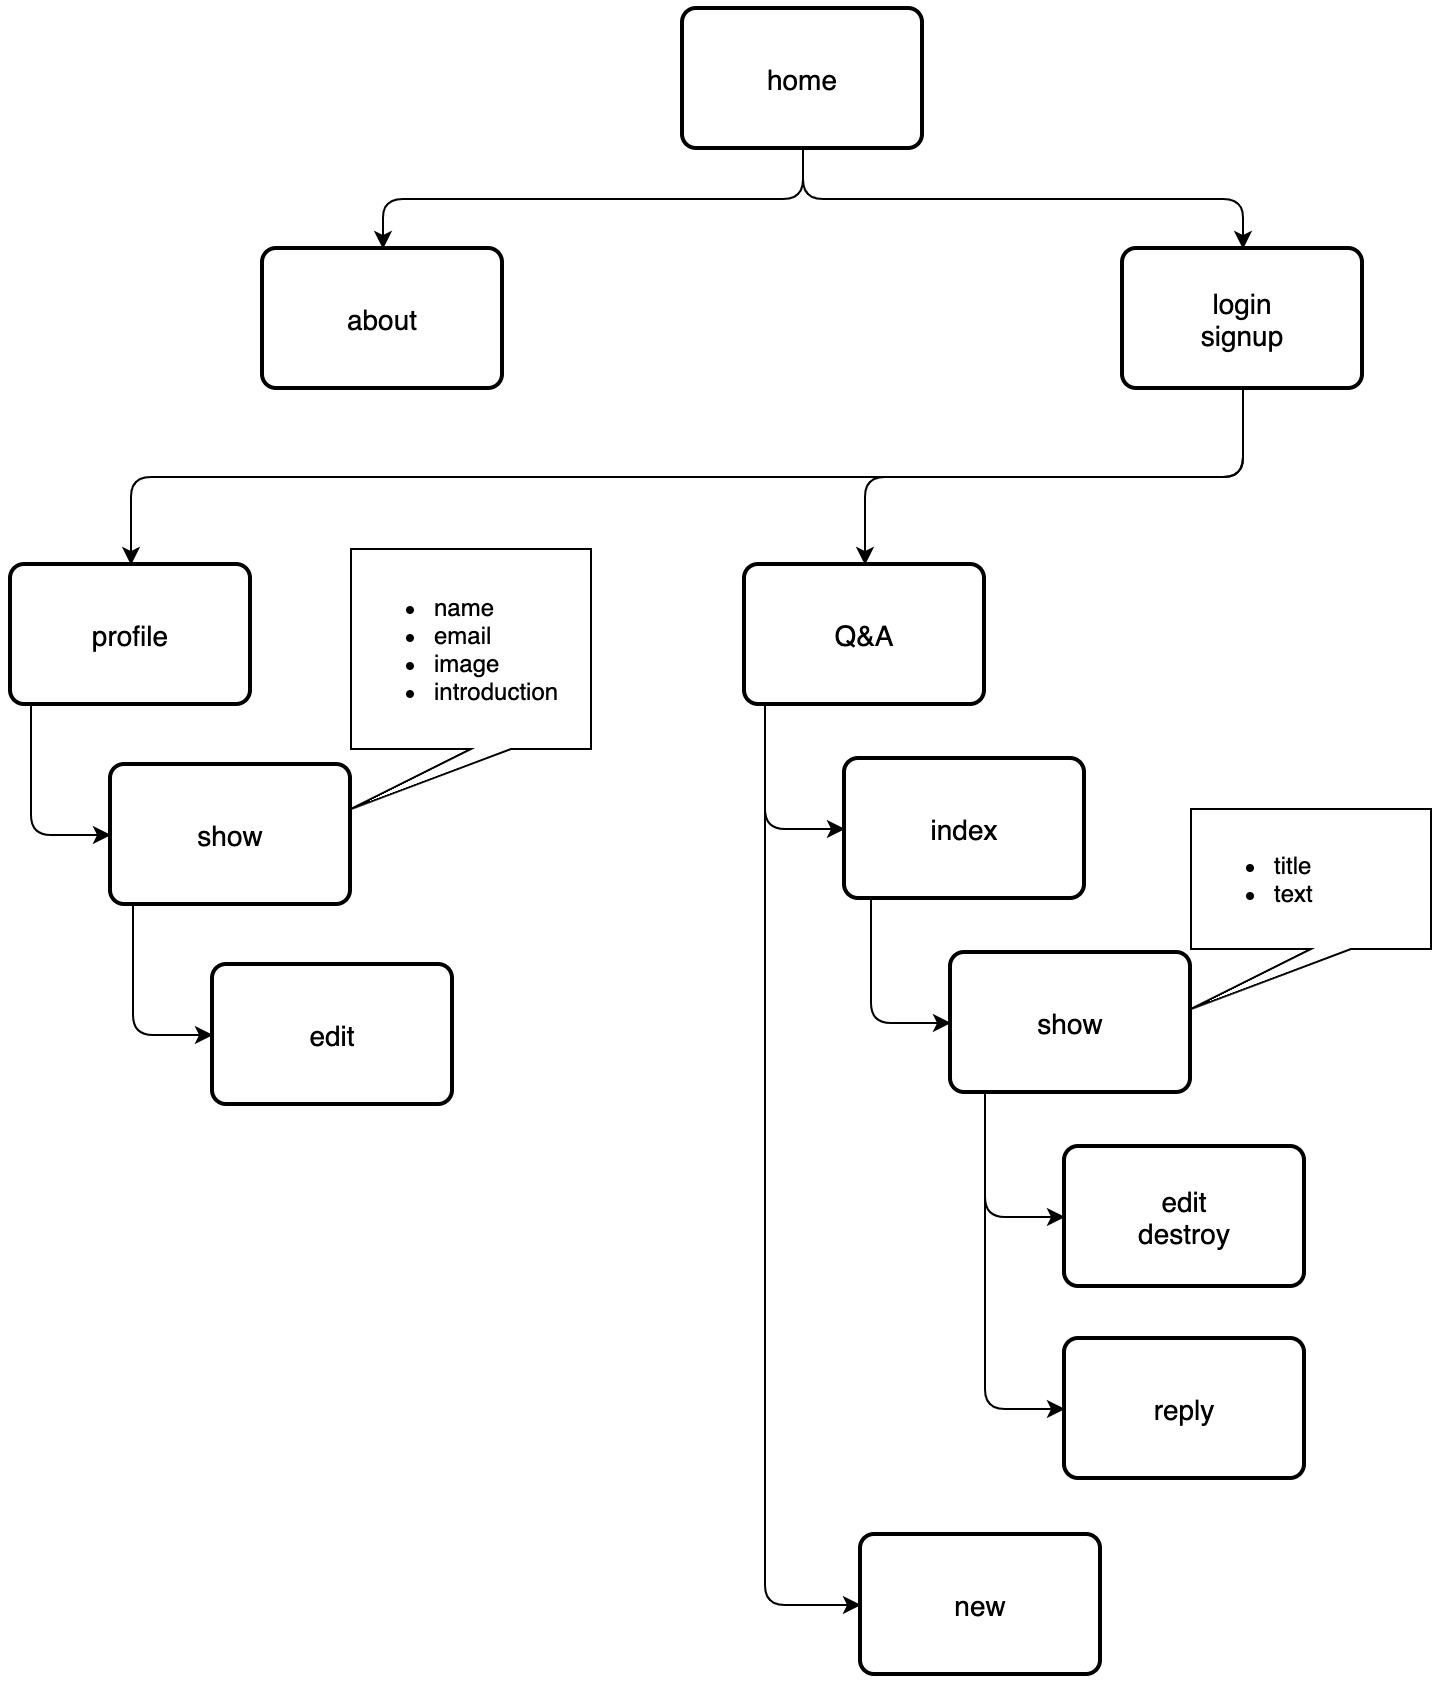 home
about
login
signup
profile
name
email
image
introduction
Q&A
show
index
title
text
edit
show
edit
destroy
reply
new